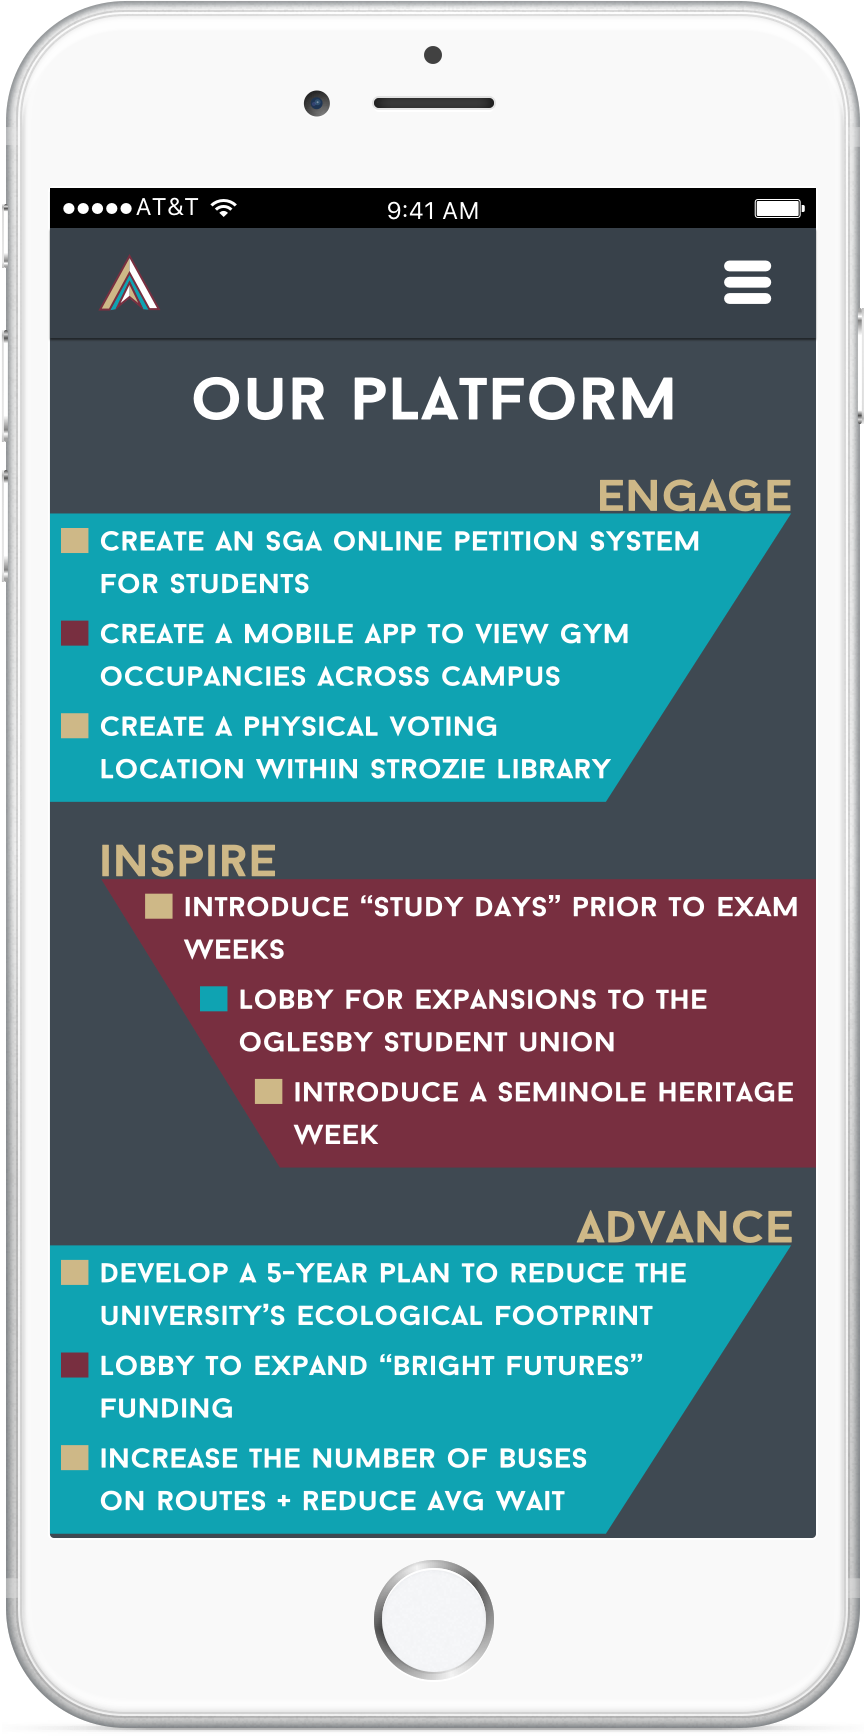 AT&T 9:41 AM
OUR PLATFORM
ENGAGE
CREATE AN SGA ONLINE PETITION SYSTEM
FOR STUDENTS
CREATE A MOBILE APP TO VIEW GYM
OCCUPANCIES ACROSS CAMPUS
CREATE A PHYSICAL VOTING
LOCATION WITHIN STROZIE LIBRARY
INSPIRE
INTRODUCE “STUDY DAYS” PRIOR TO EXAM
WEEKS
LOBBY FOR EXPANSIONS TO THE
OGLESBY STUDENT UNION
INTRODUCE A SEMINOLE HERITAGE
WEEK
ADVANCE
DEVELOP A 5-YEAR PLAN TO REDUCE THE
UNIVERSITY’S ECOLOGICAL FOOTPRINT
LOBBY TO EXPAND “BRIGHT FUTURES”
FUNDING
INCREASE THE NUMBER OF BUSES
ON ROUTES + REDUCE AVG WAIT